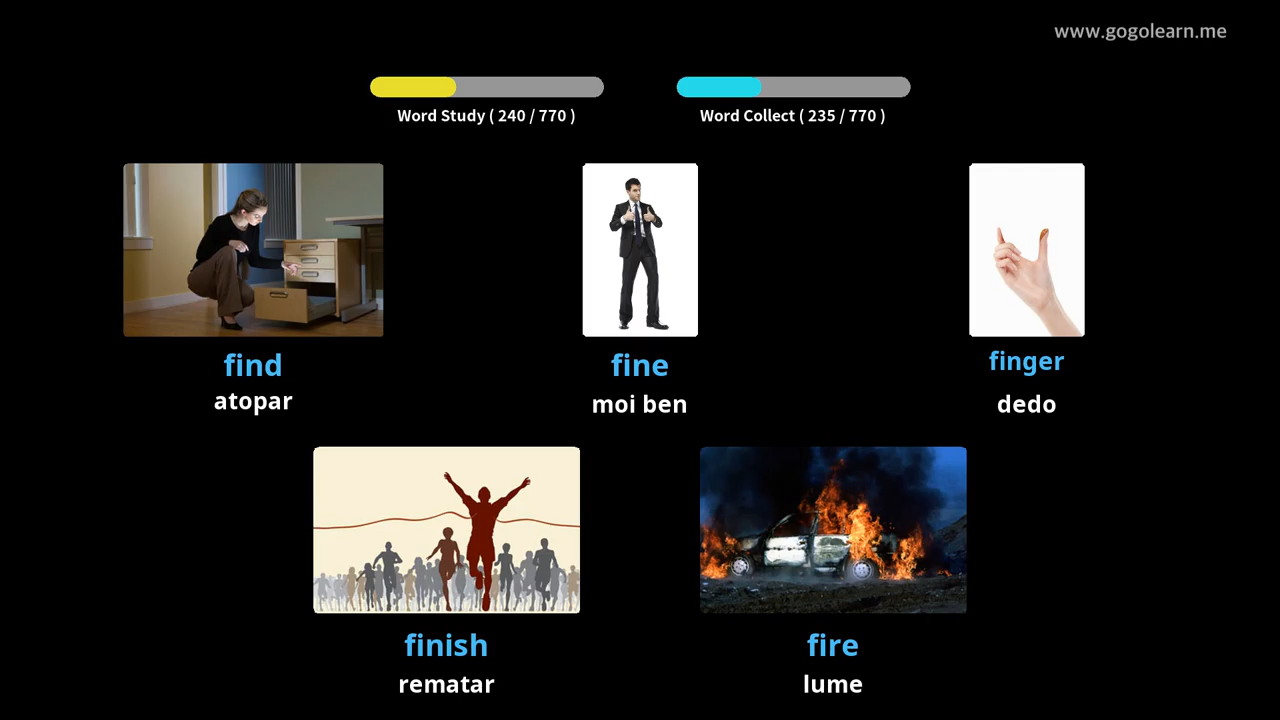 www.gogolearn.me
Word Study ( 240 / 770 )
Word Collect ( 235 / 770 )
find
atopar
fine
moi ben
finger
dedo
finish
rematar
fire
lume